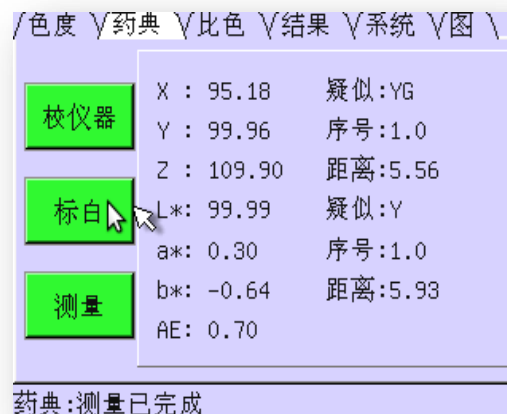 色度 药典 比色 结果 系统 图
校仪器
标白
测量
X : 95.18 疑似:YG
Y : 99.96 序号:1.0
Z : 109.90 距离:5.56
L*: 99.99 疑似:Y
a*: 0.30 序号:1.0
b*: -0.64 距离:5.93
AE: 0.70
药典:测量已完成